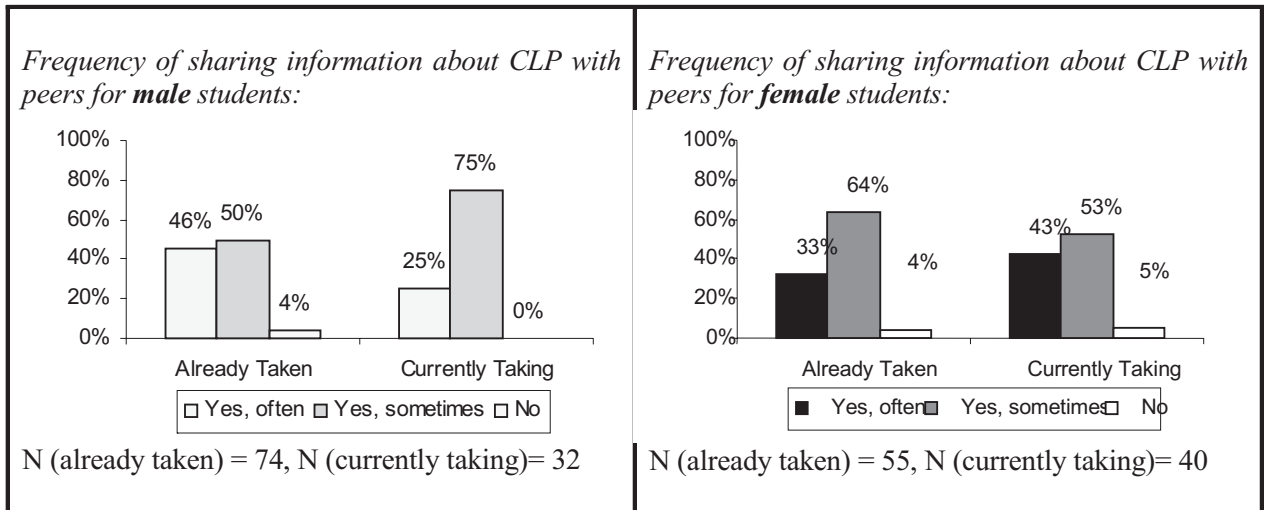 Frequency of sharing information about CLP with
peers for male students:
100%
80%
60%
40%
20%
0%
46%
50%
4%
25%
75%
0%
Already Taken
Currently Taking
Yes, often
Yes, sometimes
No
N (already taken) = 74, N (currently taking)= 32
Frequency of sharing information about CLP with
peers for female students:
100%
80%
60%
40%
20%
0%
33%
64%
4%
43%
53%
5%
Already Taken
Currently Taking
Yes, often
Yes, sometimes
No
N (already taken) = 55, N (currently taking)= 40